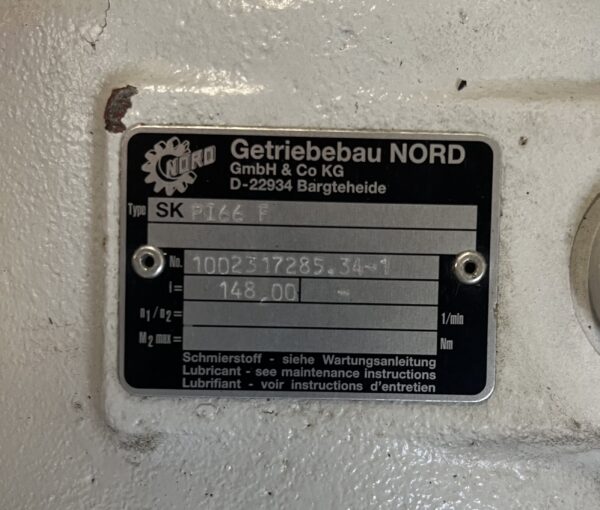 NORD
Getriebebau NORD
GmbH & Co KG
D-22934 Bargteheide
Type SK PI66 F
No. 1002317285.34-1
i= 148,00 -
n1/n2= 1/min
M2 max= Nm
Schmierstoff - siehe Wartungsanleitung
Lubricant - see maintenance instructions
Lubrifiant - voir instructions d'entretien